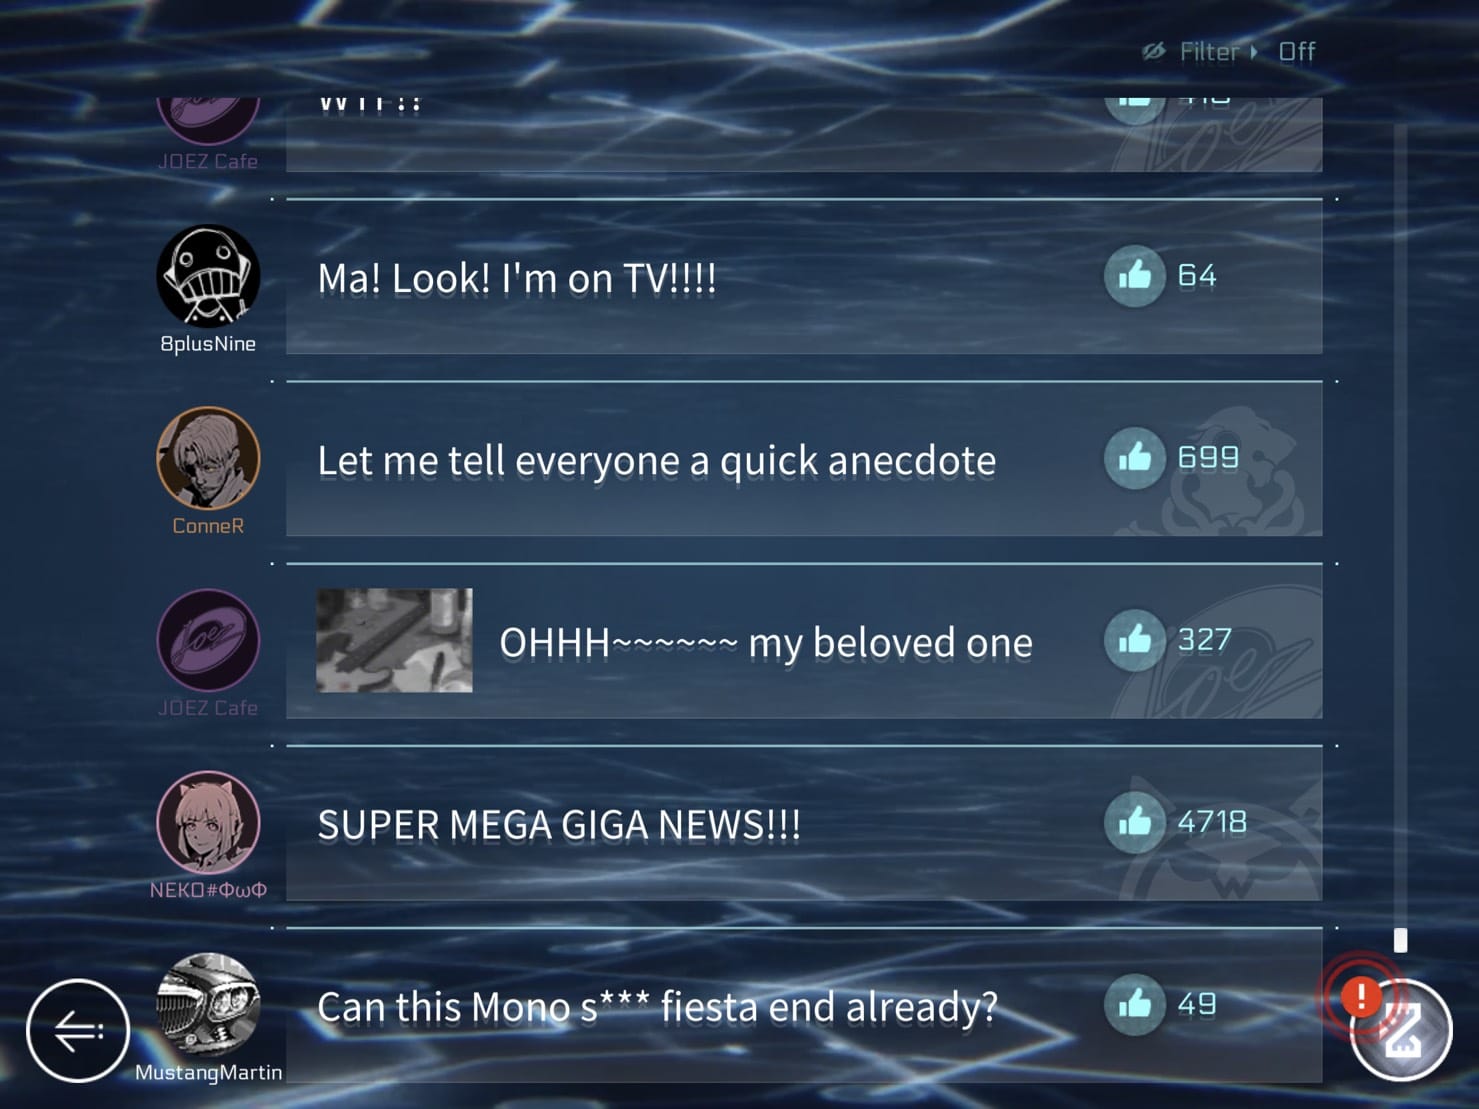 Filter Off
WTF!!
JOEZ Cafe
Ma! Look! I'm on TV!!!!
64
8plusNine
Let me tell everyone a quick anecdote
699
ConneR
OHHH~~~~~~ my beloved one
327
JOEZ Cafe
SUPER MEGA GIGA NEWS!!!
4718
NEKO#ΦωΦ
Can this Mono s*** fiesta end already?
49
MustangMartin